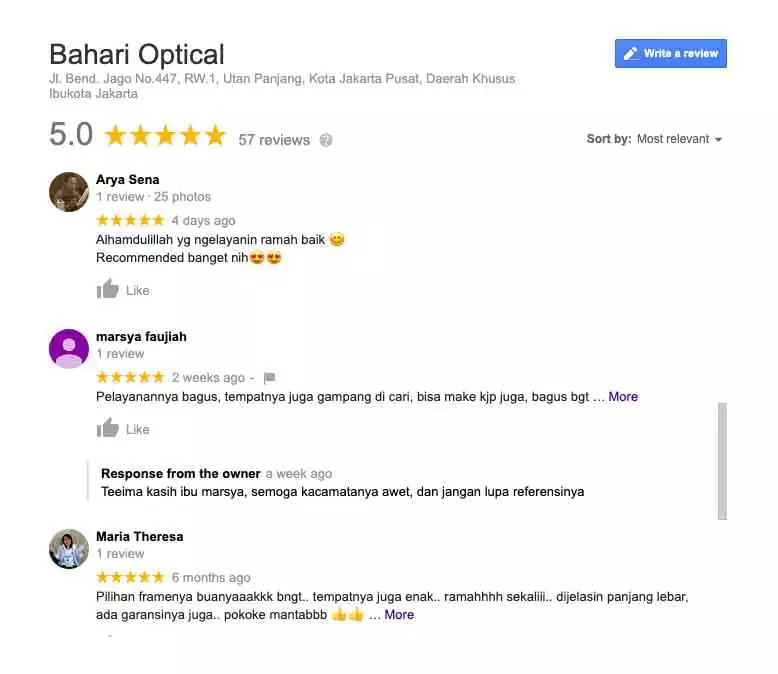 Bahari Optical
Write a review
Jl. Bend. Jago No.447, RW.1, Utan Panjang, Kota Jakarta Pusat, Daerah Khusus
Ibukota Jakarta
5.0 ★★★★★ 57 reviews ?
Sort by: Most relevant
Arya Sena
1 review · 25 photos
★★★★★ 4 days ago
Alhamdulillah yg ngelayanin ramah baik 😊
Recommended banget nih😍😍
Like
marsya faujiah
1 review
★★★★★ 2 weeks ago -
Pelayanannya bagus, tempatnya juga gampang di cari, bisa make kjp juga, bagus bgt … More
Like
Response from the owner a week ago
Teeima kasih ibu marsya, semoga kacamatanya awet, dan jangan lupa referensinya
Maria Theresa
1 review
★★★★★ 6 months ago
Pilihan framenya buanyaaakkk bngt.. tempatnya juga enak.. ramahhhh sekaliii.. dijelasin panjang lebar,
ada garansinya juga.. pokoke mantabbb 👍👍 … More